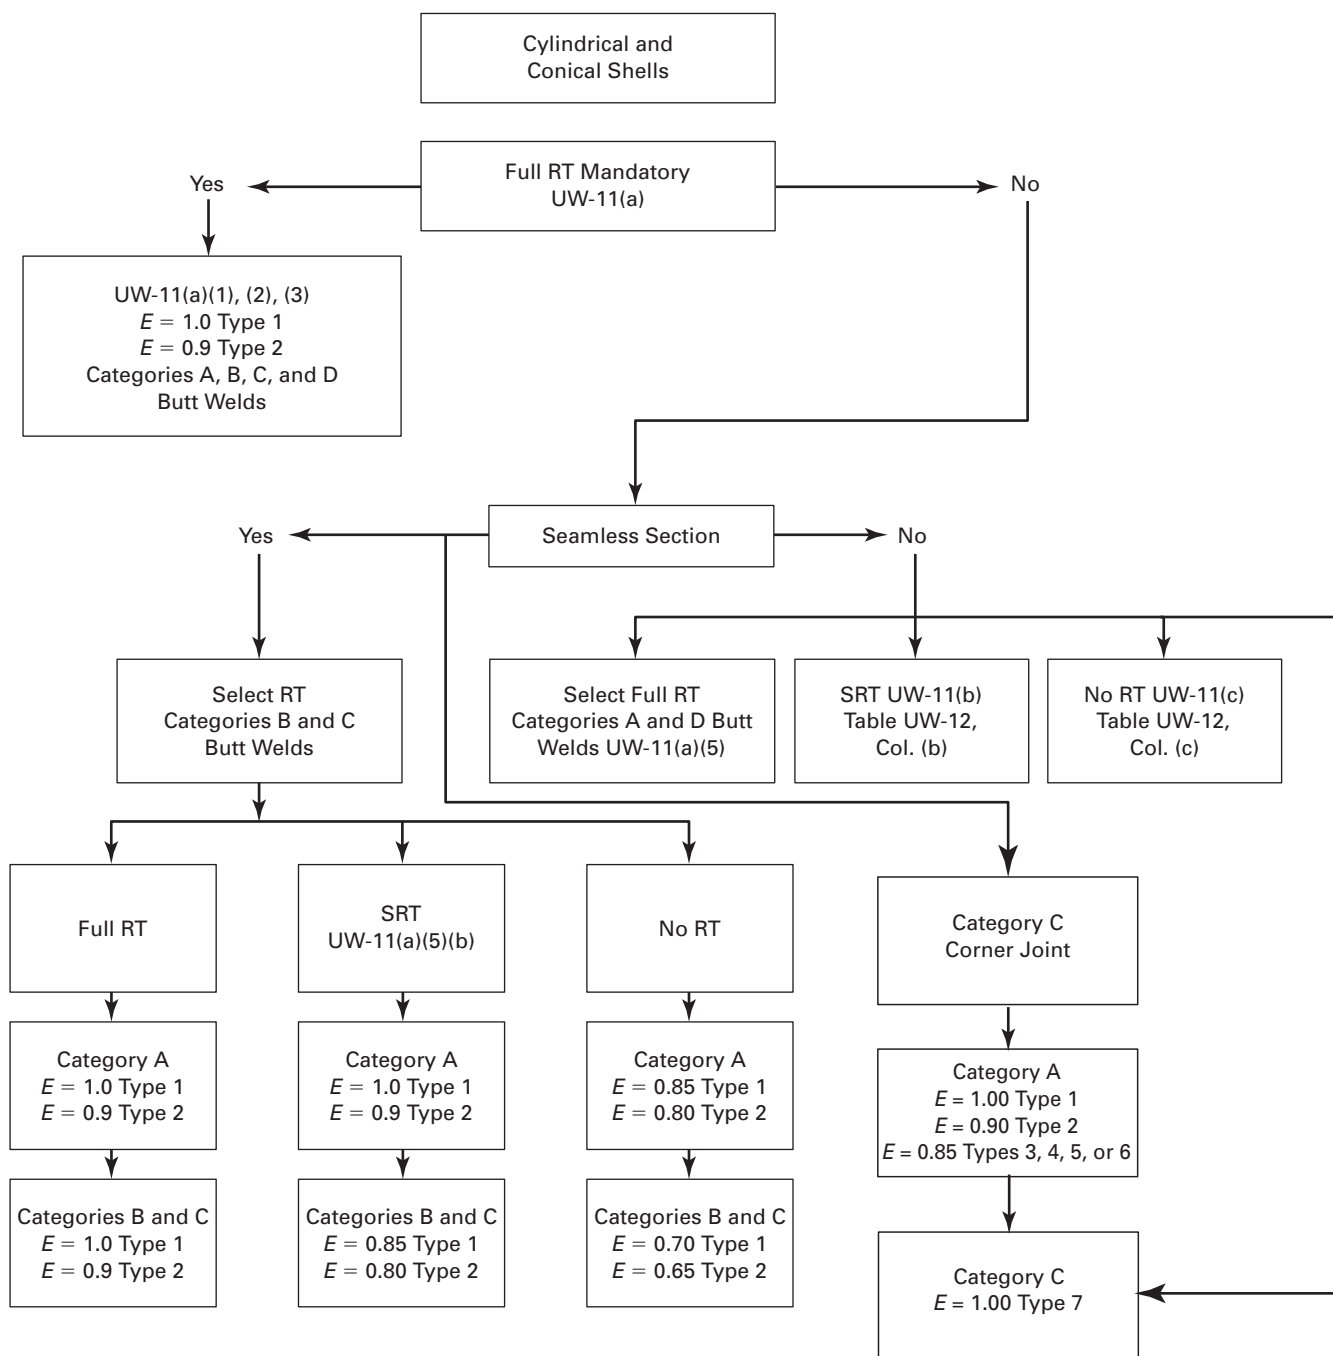 Cylindrical and
Conical Shells
Full RT Mandatory
UW-11(a)
Yes
No
UW-11(a)(1), (2), (3)
E = 1.0 Type 1
E = 0.9 Type 2
Categories A, B, C, and D
Butt Welds
Yes
Seamless Section
No
Select RT
Categories B and C
Butt Welds
Select Full RT
Categories A and D Butt
Welds UW-11(a)(5)
SRT UW-11(b)
Table UW-12,
Col. (b)
No RT UW-11(c)
Table UW-12,
Col. (c)
Full RT
SRT
UW-11(a)(5)(b)
No RT
Category C
Corner Joint
Category A
E = 1.0 Type 1
E = 0.9 Type 2
Category A
E = 1.0 Type 1
E = 0.9 Type 2
Category A
E = 0.85 Type 1
E = 0.80 Type 2
Category A
E = 1.00 Type 1
E = 0.90 Type 2
E = 0.85 Types 3, 4, 5, or 6
Categories B and C
E = 1.0 Type 1
E = 0.9 Type 2
Categories B and C
E = 0.85 Type 1
E = 0.80 Type 2
Categories B and C
E = 0.70 Type 1
E = 0.65 Type 2
Category C
E = 1.00 Type 7